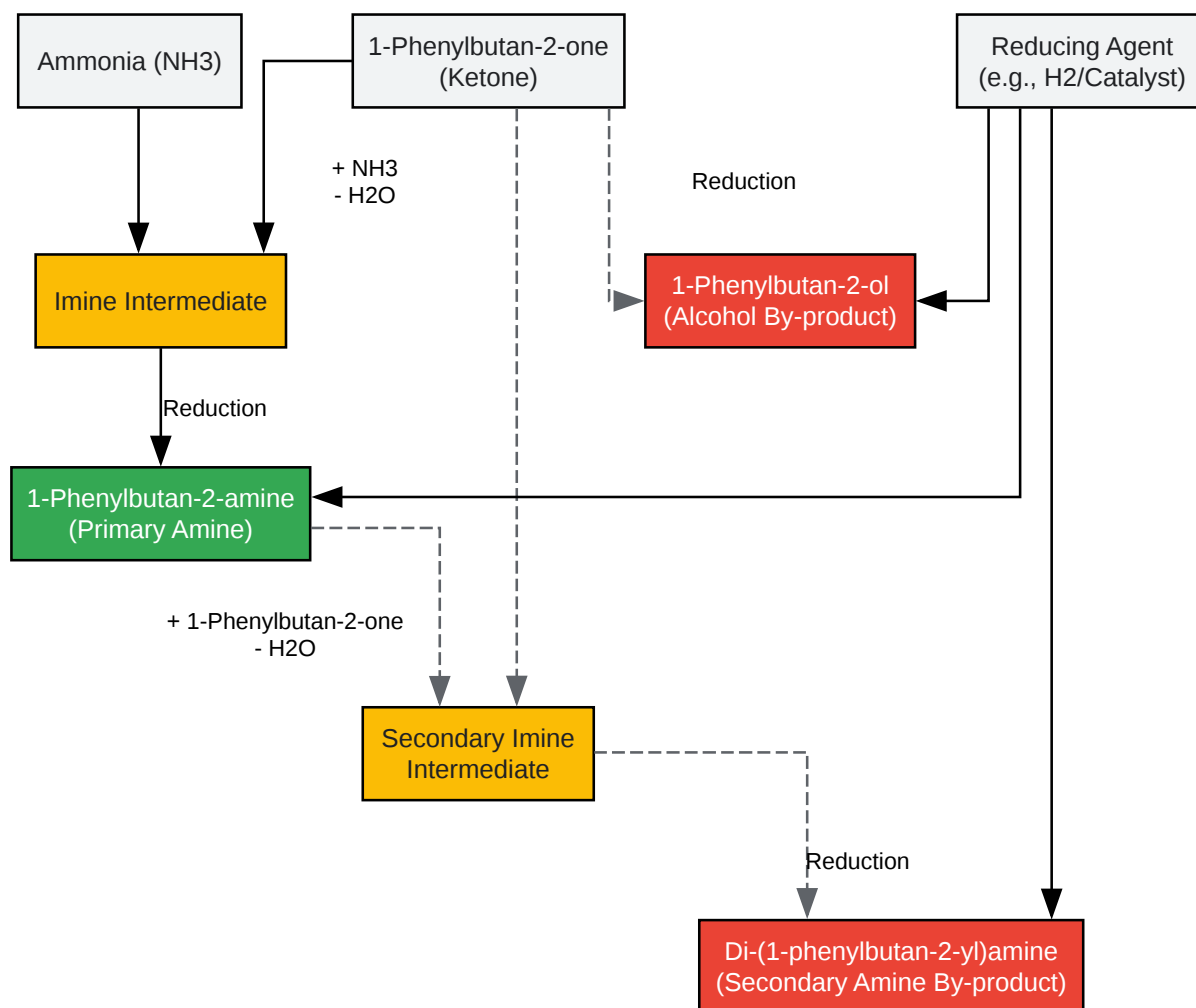 Ammonia (NH3)
1-Phenylbutan-2-one
(Ketone)
Reducing Agent
(e.g., H2/Catalyst)
+ NH3
- H2O
Reduction
Imine Intermediate
1-Phenylbutan-2-ol
(Alcohol By-product)
Reduction
1-Phenylbutan-2-amine
(Primary Amine)
+ 1-Phenylbutan-2-one
- H2O
Secondary Imine
Intermediate
Reduction
Di-(1-phenylbutan-2-yl)amine
(Secondary Amine By-product)